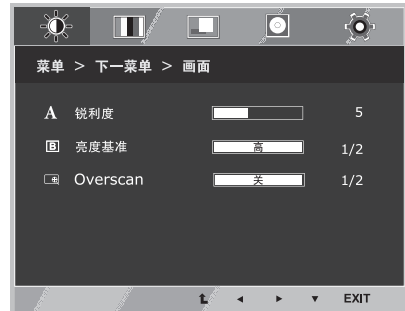 菜单 > 下一菜单 > 画面
A 锐利度 5
B 亮度基准 高 1/2
Overscan 关 1/2
EXIT